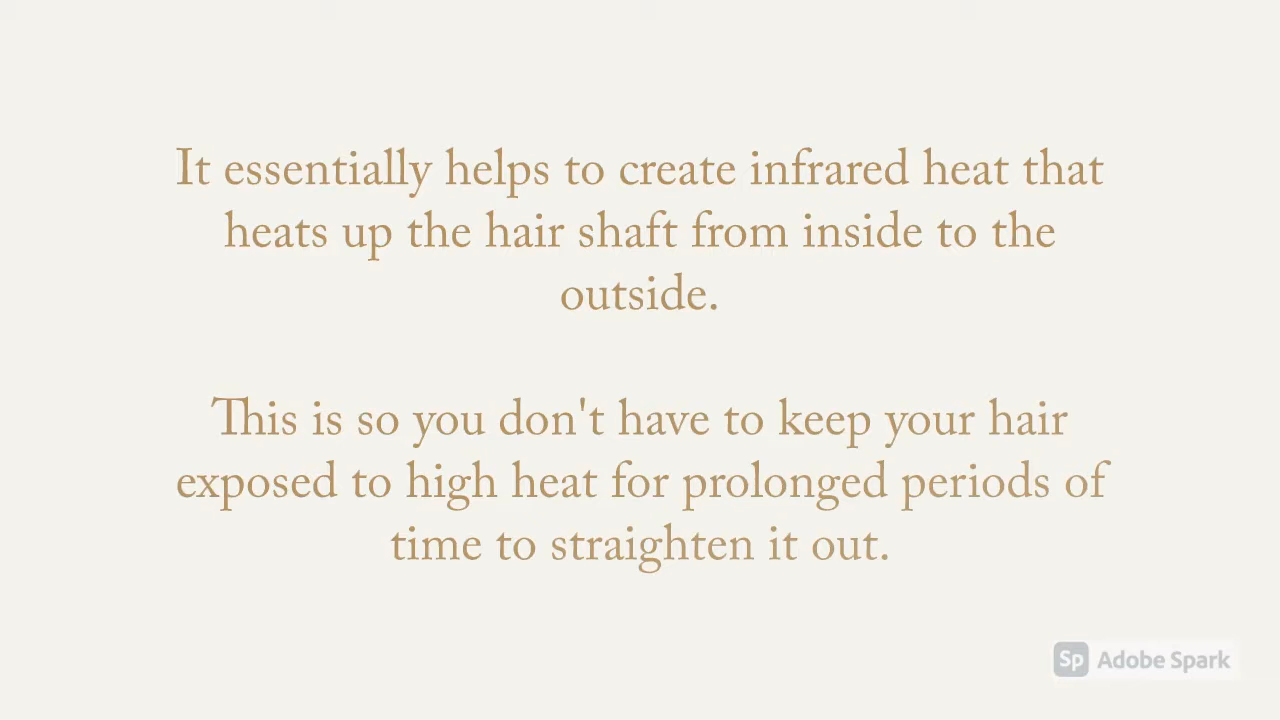 It essentially helps to create infrared heat that
heats up the hair shaft from inside to the
outside.
This is so you don't have to keep your hair
exposed to high heat for prolonged periods of
time to straighten it out.
Sp Adobe Spark